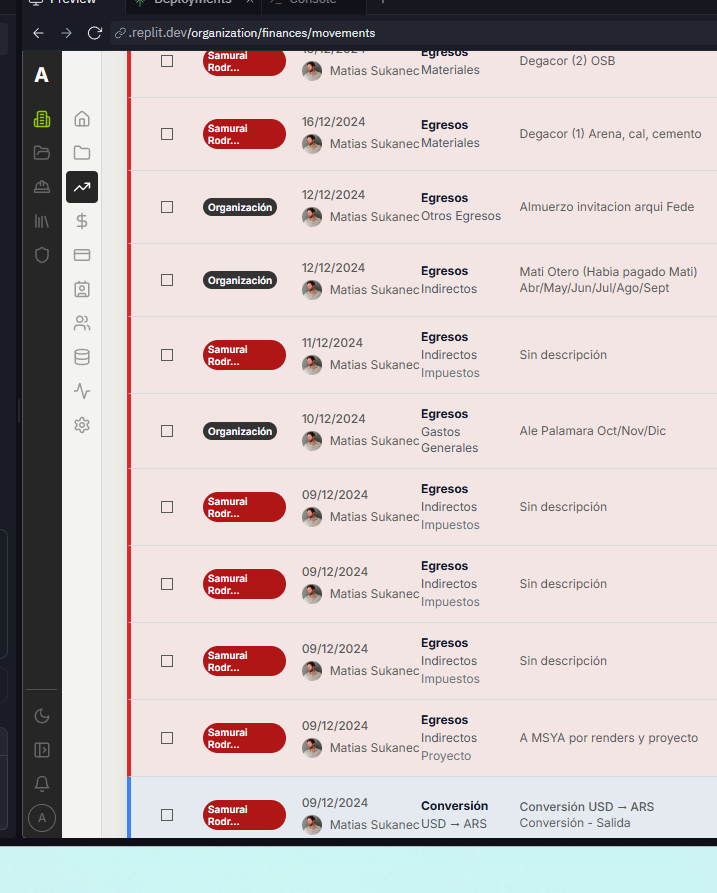 Preview
Deployments
Console
.replit.dev/organization/finances/movements
A
Samurai
Rodr...
Matias Sukanec
Egresos
Materiales
Degacor (2) OSB
Samurai
Rodr...
16/12/2024
Matias Sukanec
Egresos
Materiales
Degacor (1) Arena, cal, cemento
Organización
12/12/2024
Matias Sukanec
Egresos
Otros Egresos
Almuerzo invitacion arqui Fede
Organización
12/12/2024
Matias Sukanec
Egresos
Indirectos
Mati Otero (Habia pagado Mati)
Abr/May/Jun/Jul/Ago/Sept
Samurai
Rodr...
11/12/2024
Matias Sukanec
Egresos
Indirectos
Impuestos
Sin descripción
Organización
10/12/2024
Matias Sukanec
Egresos
Gastos
Generales
Ale Palamara Oct/Nov/Dic
Samurai
Rodr...
09/12/2024
Matias Sukanec
Egresos
Indirectos
Impuestos
Sin descripción
Samurai
Rodr...
09/12/2024
Matias Sukanec
Egresos
Indirectos
Impuestos
Sin descripción
Samurai
Rodr...
09/12/2024
Matias Sukanec
Egresos
Indirectos
Impuestos
Sin descripción
Samurai
Rodr...
09/12/2024
Matias Sukanec
Egresos
Indirectos
Proyecto
A MSYA por renders y proyecto
Samurai
Rodr...
09/12/2024
Matias Sukanec
Conversión
USD → ARS
Conversión USD → ARS
Conversión - Salida
A